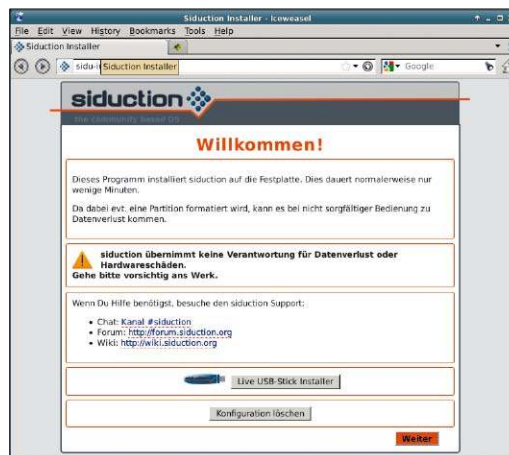 Siduction Installer - Iceweasel
File Edit View History Bookmarks Tools Help
Siduction Installer
sidu-i Siduction Installer
Google
siduction
the community based OS
Willkommen!
Dieses Programm installiert siduction auf die Festplatte. Dies dauert normalerweise nur
wenige Minuten.
Da dabei evt. eine Partition formatiert wird, kann es bei nicht sorgfältiger Bedienung zu
Datenverlust kommen.
siduction übernimmt keine Verantwortung für Datenverlust oder
Hardwareschäden.
Gehe bitte vorsichtig ans Werk.
Wenn Du Hilfe benötigst, besuche den siduction Support:
• Chat: Kanal #siduction
• Forum: http://forum.siduction.org
• Wiki: http://wiki.siduction.org
Live USB-Stick Installer
Konfiguration löschen
Weiter